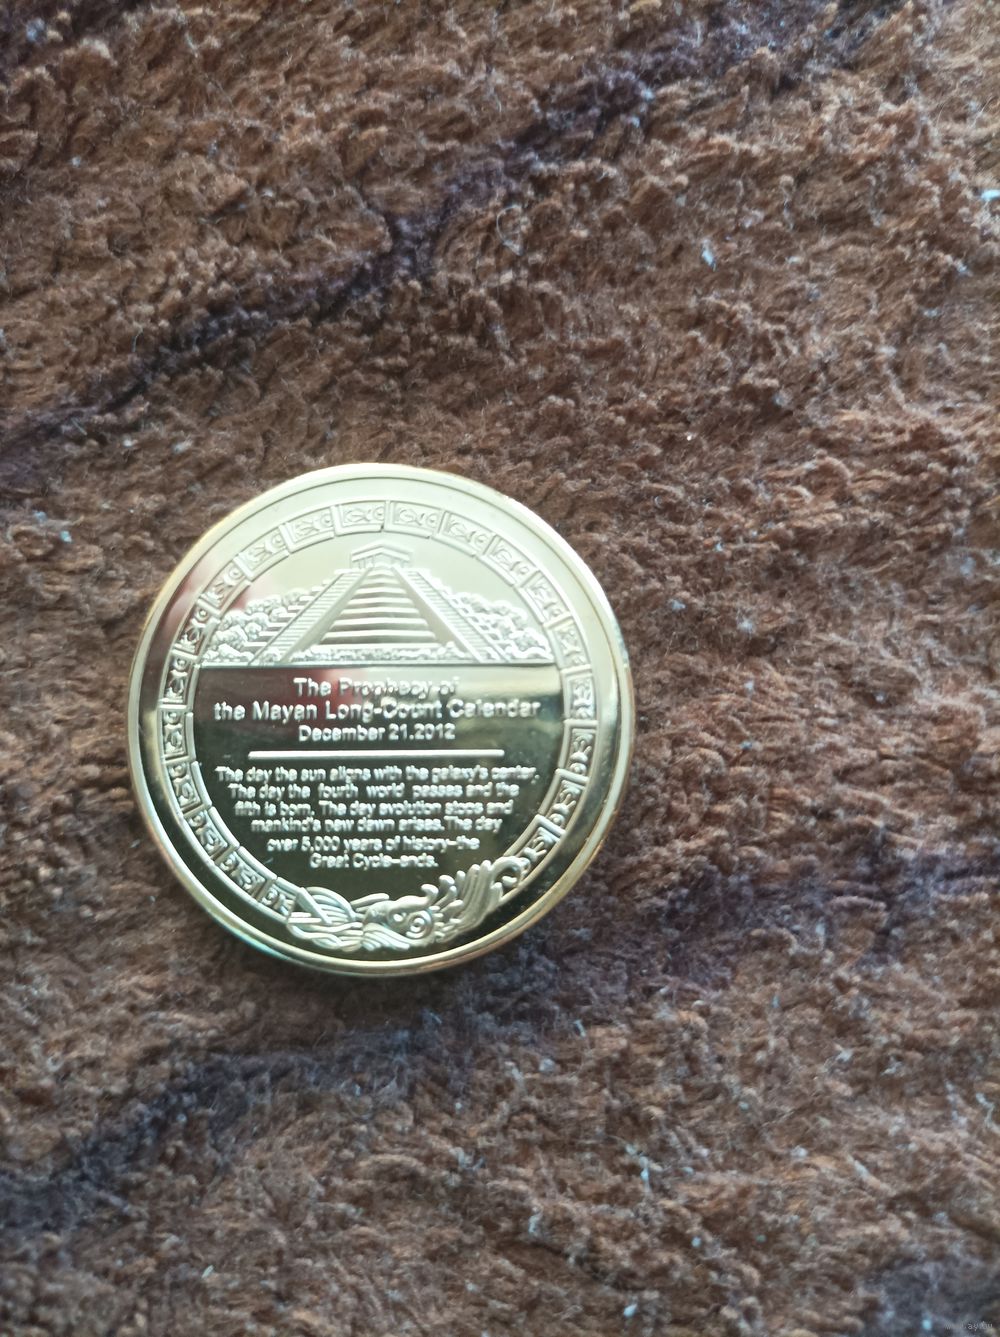 The Prophecy of
the Mayan Long-Count Calendar
December 21.2012
The day the sun aligns with the galaxy's center.
The day the fourth world passes and the
fifth is born. The day evolution stops and
mankind's new dawn arises. The day
over 5,000 years of history-the
Great Cycle-ends.